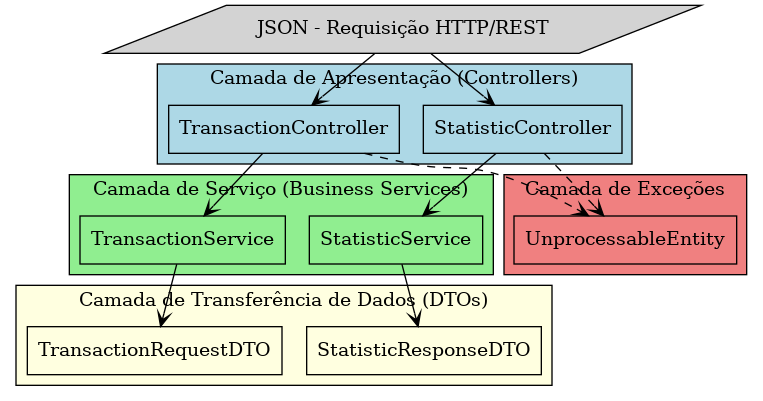 JSON - Requisição HTTP/REST
Camada de Apresentação (Controllers)
TransactionController
StatisticController
Camada de Serviço (Business Services)
Camada de Exceções
TransactionService
StatisticService
UnprocessableEntity
Camada de Transferência de Dados (DTOs)
TransactionRequestDTO
StatisticResponseDTO